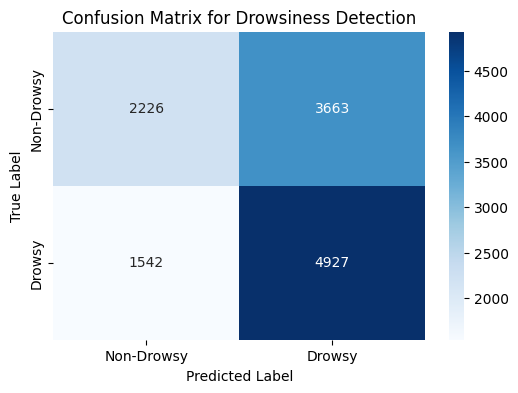 Confusion Matrix for Drowsiness Detection
True Label
Non-Drowsy
Drowsy
2226 3663
1542 4927
Non-Drowsy Drowsy
Predicted Label
4500
4000
3500
3000
2500
2000